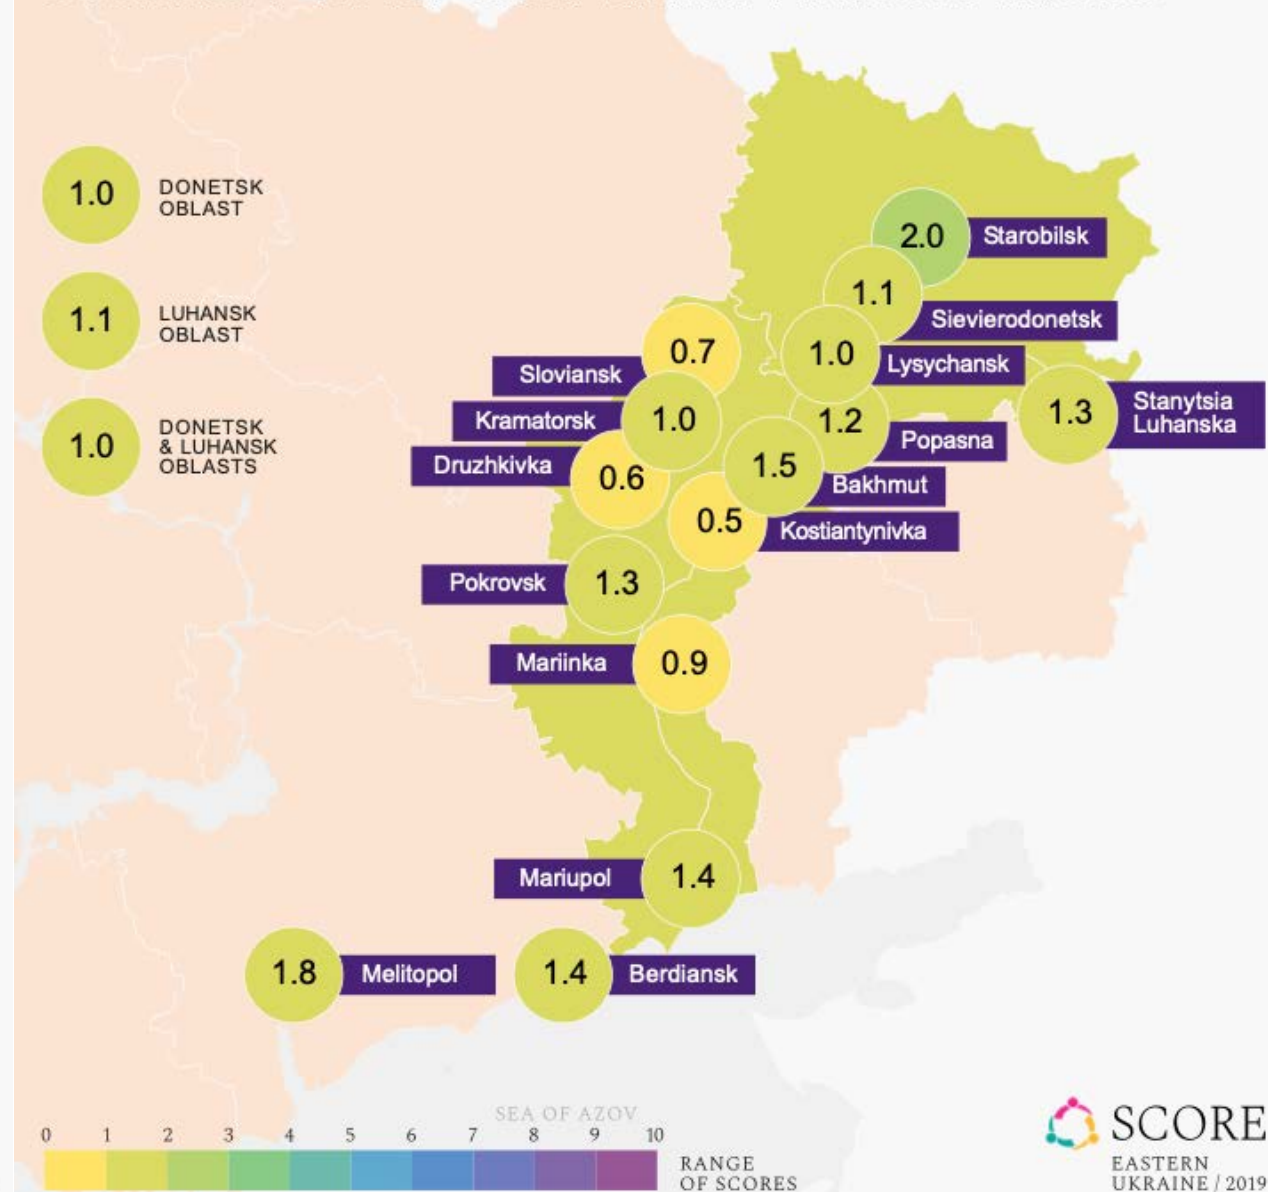 1.0
DONETSK
OBLAST
1.1
LUHANSK
OBLAST
1.0
DONETSK
& LUHANSK
OBLASTS
2.0
Starobilsk
1.1
Sievierodonetsk
0.7
Sloviansk
1.0
Lysychansk
1.3
Stanytsia
Luhanska
1.0
Kramatorsk
1.2
Popasna
0.6
Druzhkivka
1.5
Bakhmut
0.5
Kostiantynivka
Pokrovsk
1.3
Mariinka
0.9
Mariupol
1.4
1.8
Melitopol
1.4
Berdiansk
SEA OF AZOV
0 1 2 3 4 5 6 7 8 9 10
RANGE
OF SCORES
SCORE
EASTERN
UKRAINE / 2019